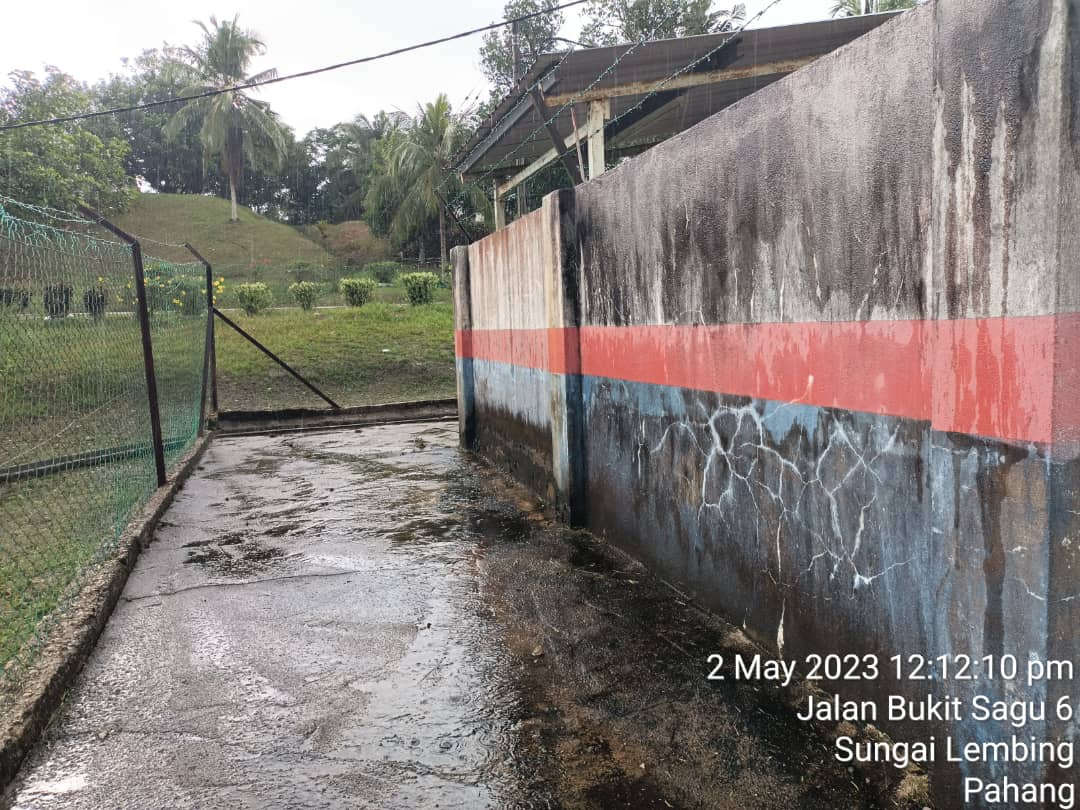 2 May 2023 12:12:10 pm
Jalan Bukit Sagu 6
Sungai Lembing
Pahang